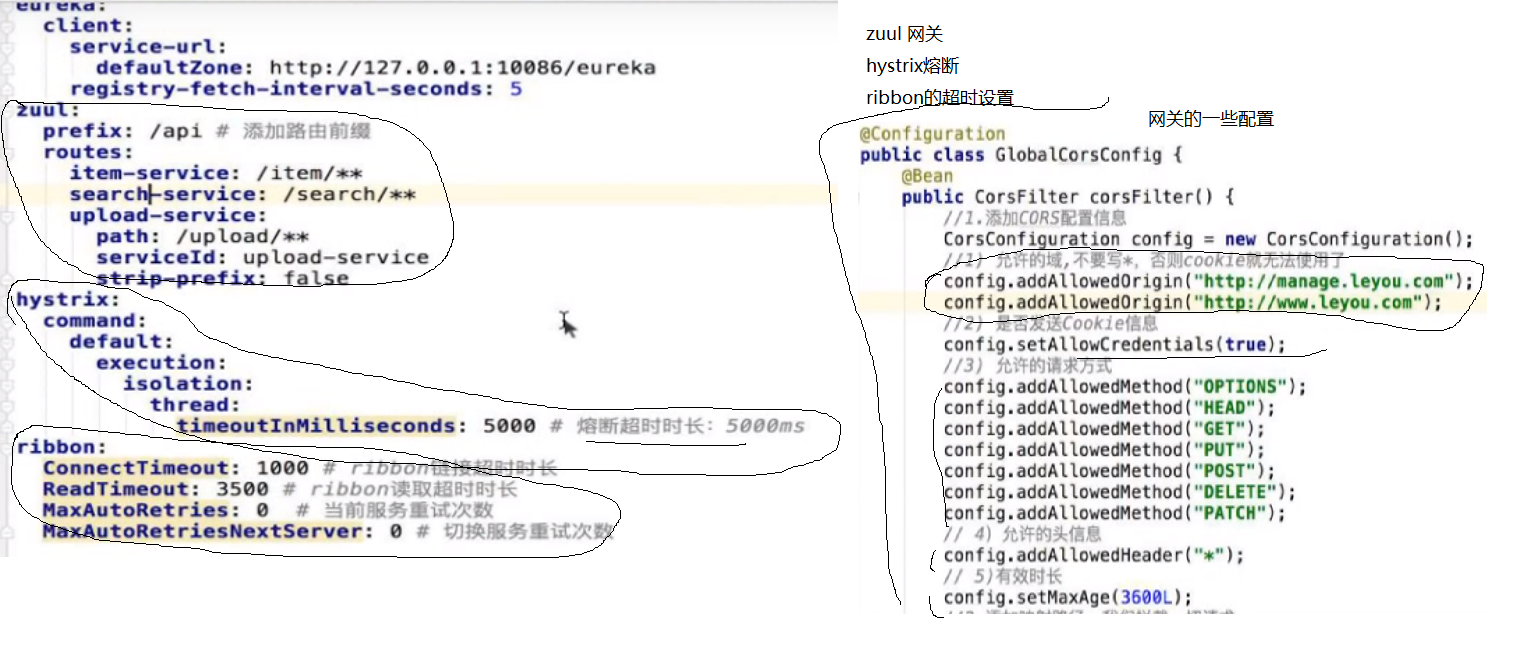 eureka:
client:
service-url:
defaultZone: http://127.0.0.1:10086/eureka
registry-fetch-interval-seconds: 5
zuul:
prefix: /api # 添加路由前缀
routes:
item-service: /item/**
search-service: /search/**
upload-service:
path: /upload/**
serviceId: upload-service
strip-prefix: false
hystrix:
command:
default:
execution:
isolation:
thread:
timeoutInMilliseconds: 5000 # 熔断超时时长：5000ms
ribbon:
ConnectTimeout: 1000 # ribbon链接超时时长
ReadTimeout: 3500 # ribbon读取超时时长
MaxAutoRetries: 0 # 当前服务重试次数
MaxAutoRetriesNextServer: 0 # 切换服务重试次数
zuul 网关
hystrix熔断
ribbon的超时设置
网关的一些配置
@Configuration
public class GlobalCorsConfig {
@Bean
public CorsFilter corsFilter() {
//1.添加CORS配置信息
CorsConfiguration config = new CorsConfiguration();
//1) 允许的域,不要写*，否则cookie就无法使用了
config.addAllowedOrigin("http://manage.leyou.com");
config.addAllowedOrigin("http://www.leyou.com");
//2) 是否发送Cookie信息
config.setAllowCredentials(true);
//3) 允许的请求方式
config.addAllowedMethod("OPTIONS");
config.addAllowedMethod("HEAD");
config.addAllowedMethod("GET");
config.addAllowedMethod("PUT");
config.addAllowedMethod("POST");
config.addAllowedMethod("DELETE");
config.addAllowedMethod("PATCH");
// 4) 允许的头信息
config.addAllowedHeader("*");
// 5)有效时长
config.setMaxAge(3600L);